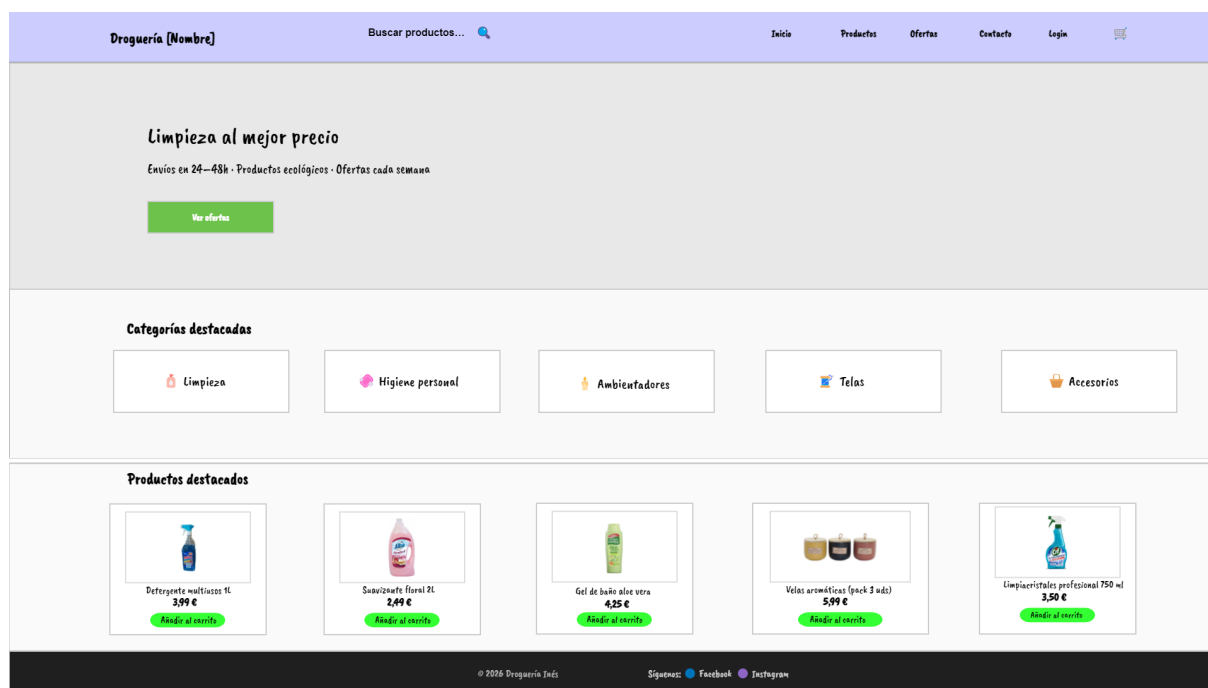 Droguería [Nombre]
Buscar productos...
Inicio
Productos
Ofertas
Contacto
Login
Limpieza al mejor precio
Envíos en 24–48h · Productos ecológicos · Ofertas cada semana
Ver ofertas
Categorías destacadas
Limpieza
Higiene personal
Ambientadores
Telas
Accesorios
Productos destacados
Detergente multiusos 1L
3,99 €
Añadir al carrito
Suavizante floral 2L
2,49 €
Añadir al carrito
Gel de baño aloe vera
4,25 €
Añadir al carrito
Velas aromáticas (pack 3 uds)
5,99 €
Añadir al carrito
Limpiacristales profesional 750 ml
3,50 €
Añadir al carrito
© 2026 Droguería Inés
Síguenos: Facebook Instagram